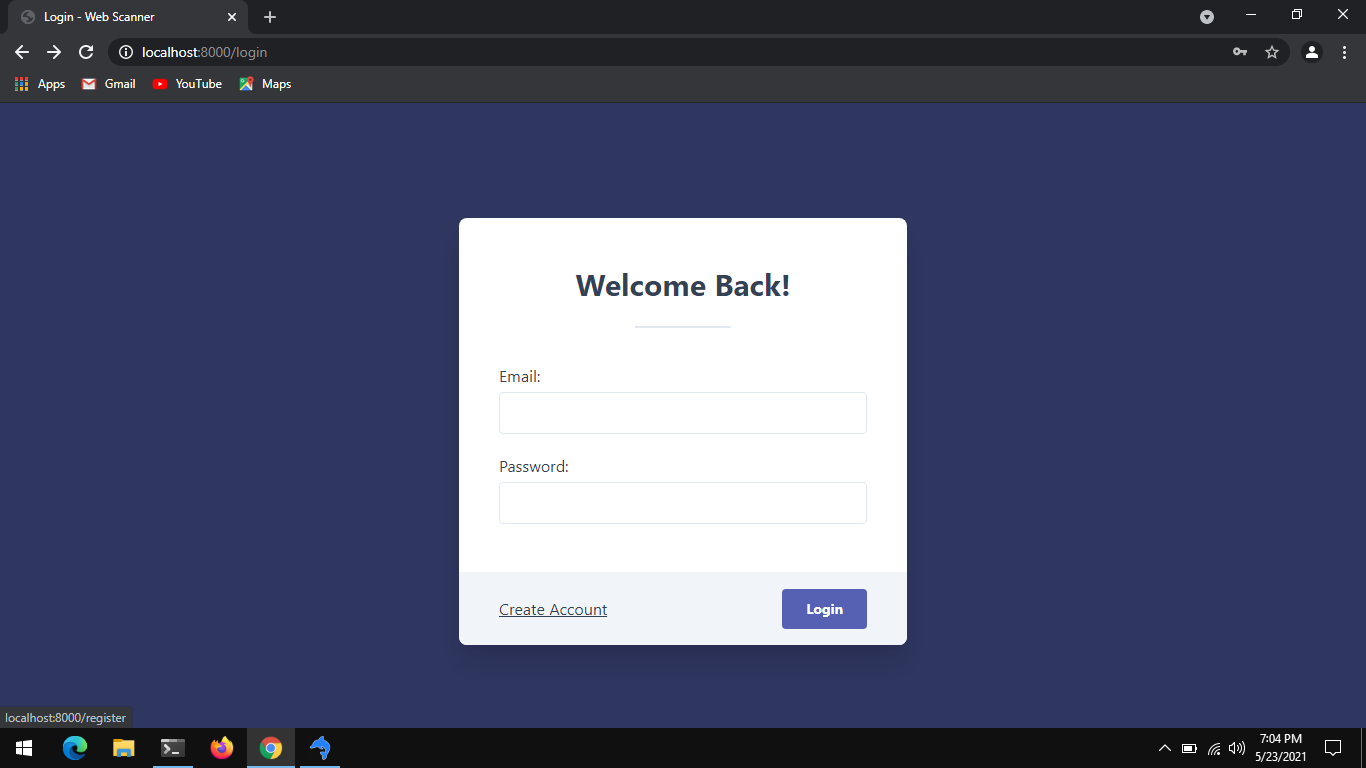 Login - Web Scanner
localhost:8000/login
Apps Gmail YouTube Maps
Welcome Back!
Email:
Password:
Create Account Login
localhost:8000/register
7:04 PM
5/23/2021